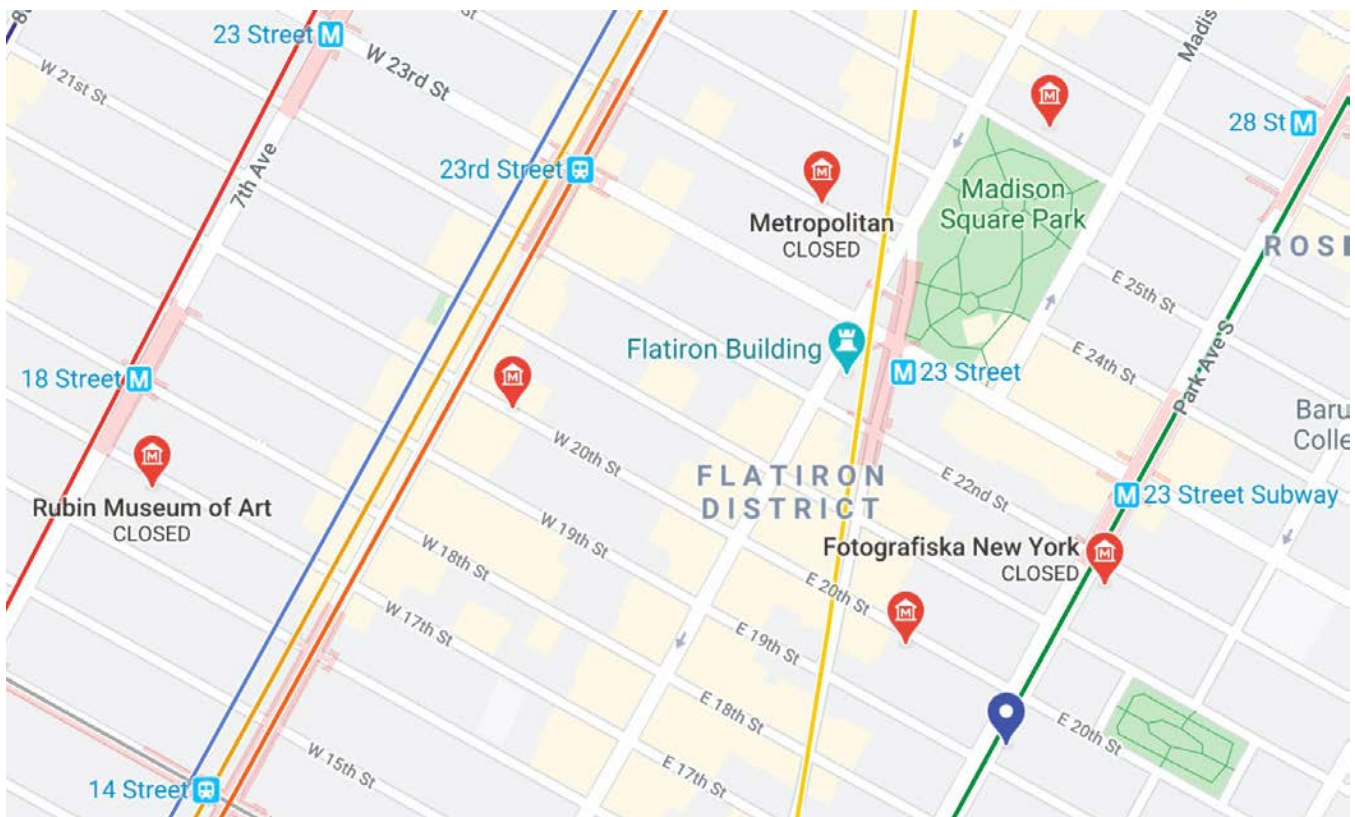 23 Street M
W 21st St
W 23rd St
Madis
M
28 St M
23rd Street
7th Ave
M
Metropolitan
CLOSED
Madison
Square Park
ROSE
E 25th St
Flatiron Building
M 23 Street
E 24th St
Park Ave S
18 Street M
M
Baru
Colle
M
Rubin Museum of Art
CLOSED
W 20th St
FLATIRON
DISTRICT
E 22nd St
M 23 Street Subway
W 19th St
Fotografiska New York M
CLOSED
W 18th St
E 20th St
M
W 17th St
E 19th St
E 18th St
E 20th St
W 15th St
E 17th St
14 Street